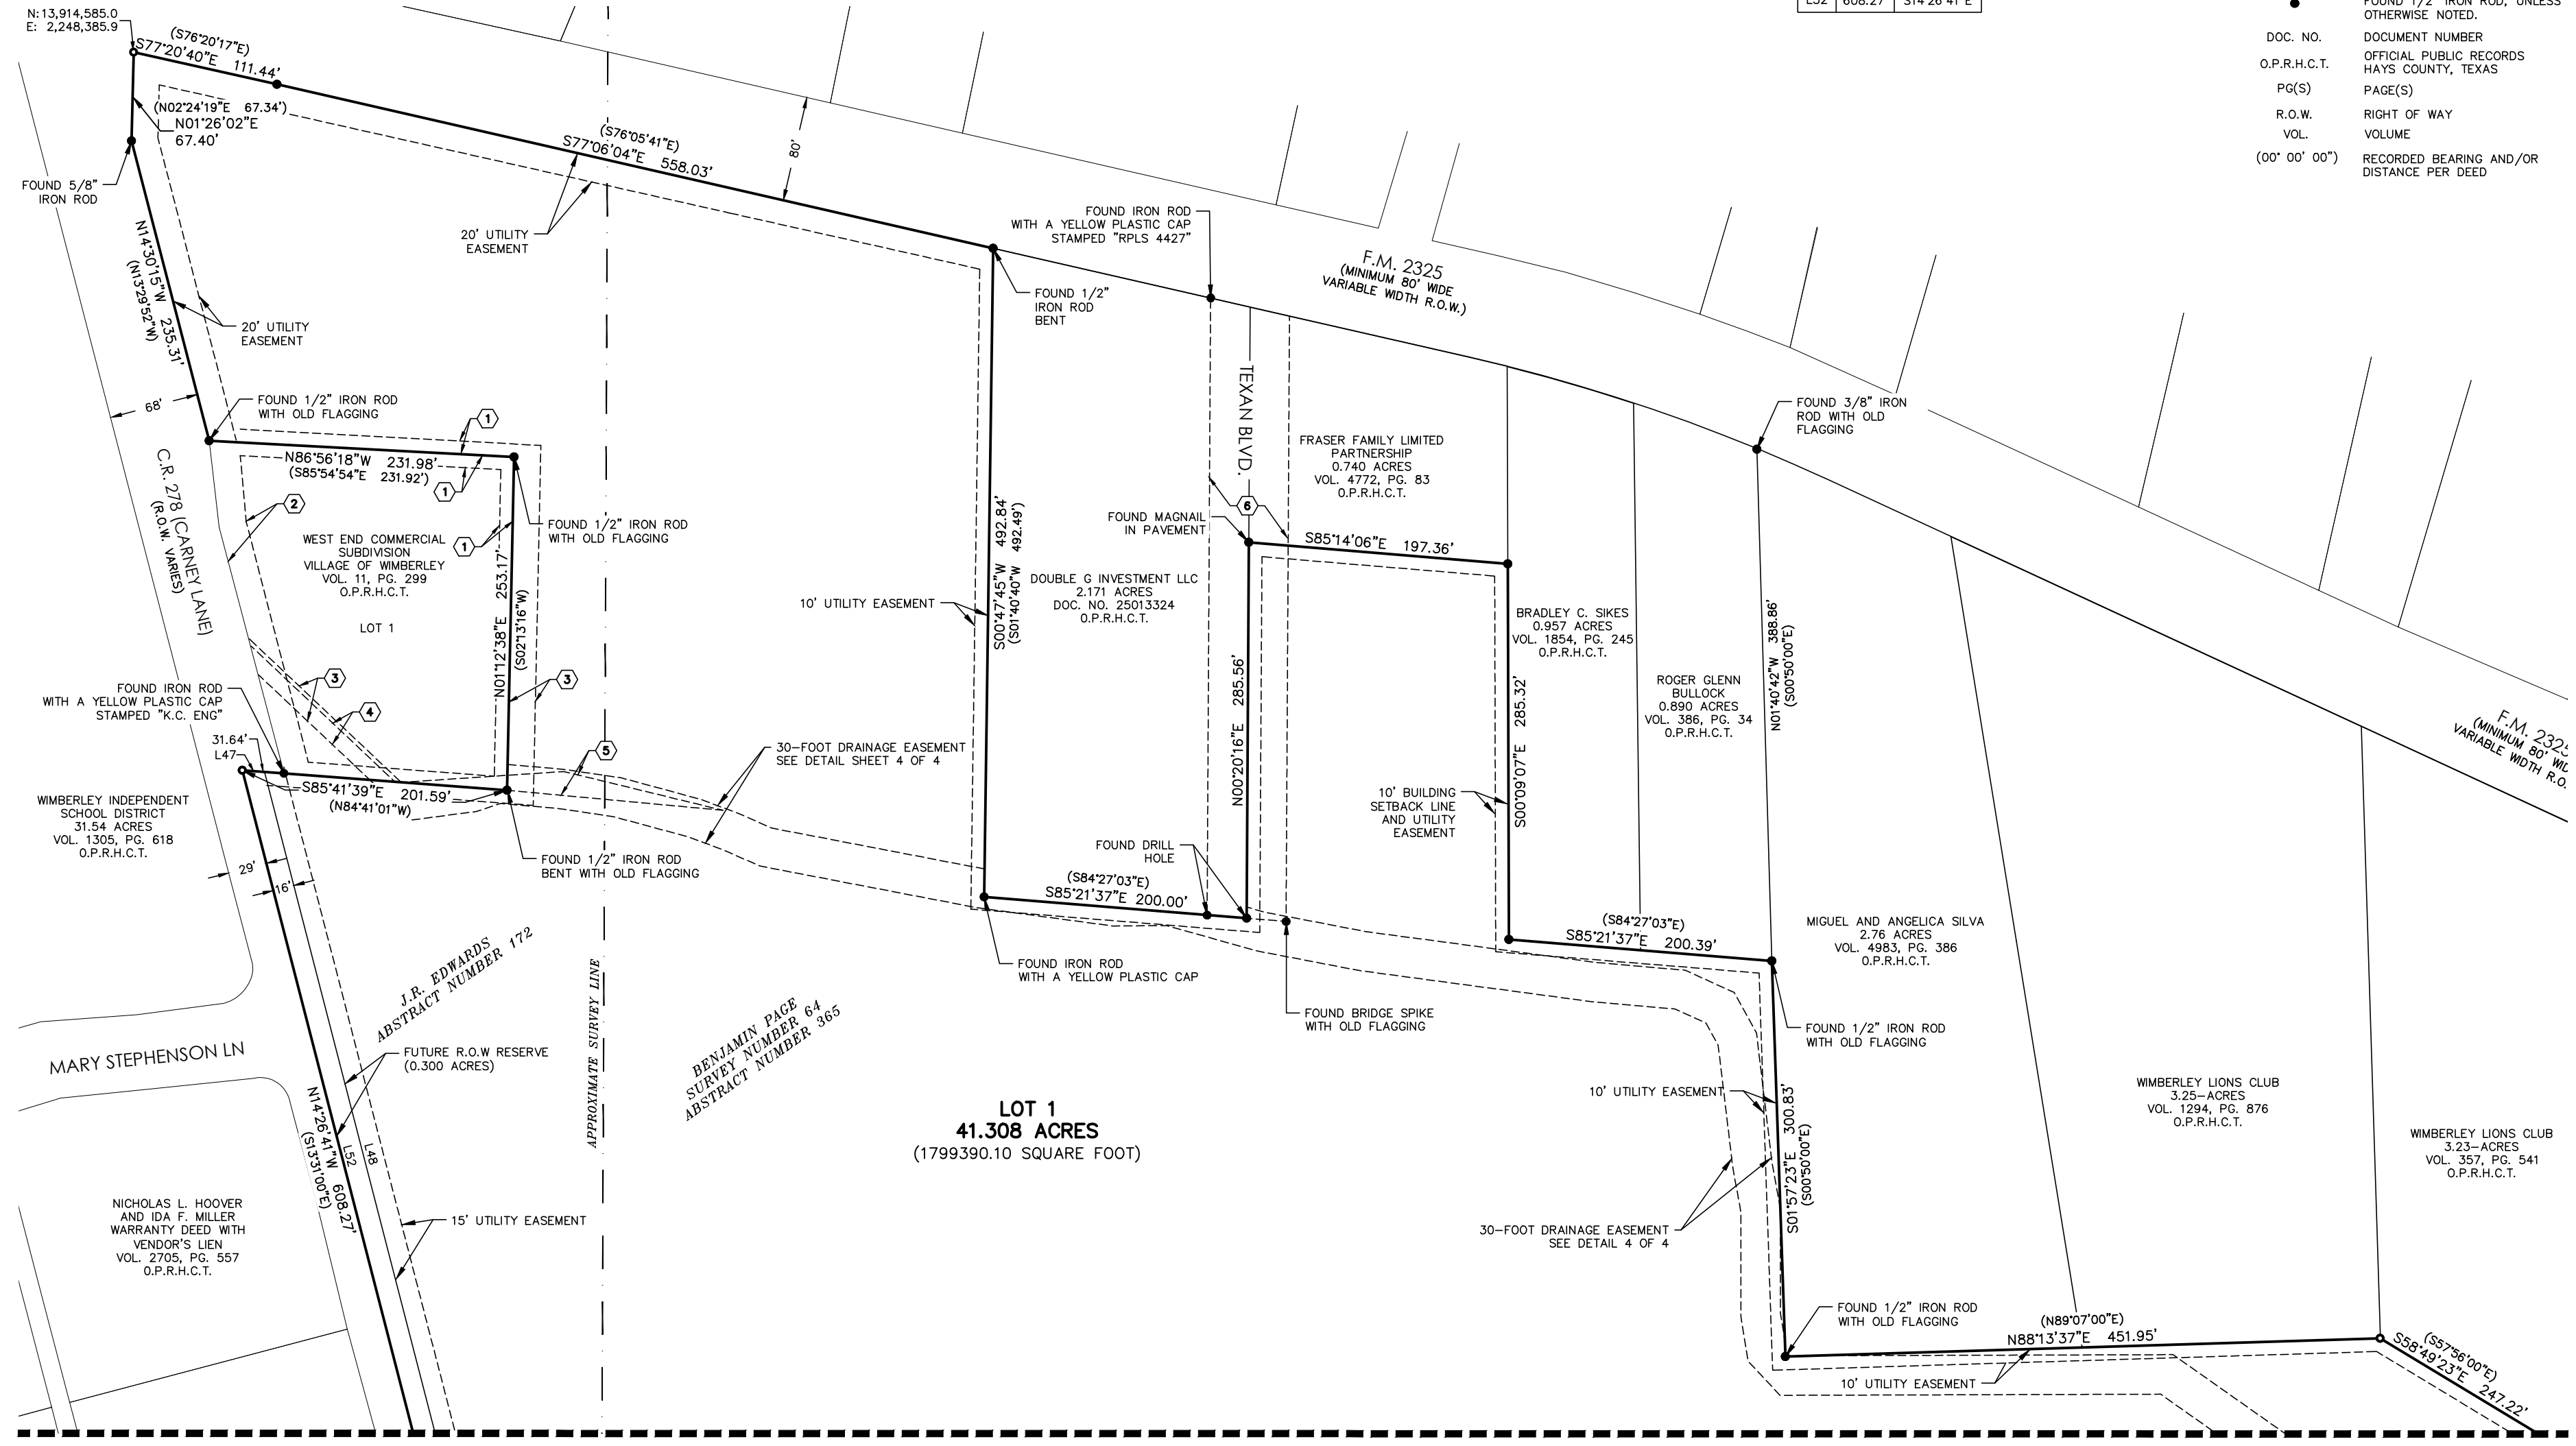 N:13,914,585.0
E: 2,248,385.9
(S76°20'17"E)
S77°20'40"E 111.44'
(N02°24'19"E 67.34')
N01°26'02"E
67.40'
FOUND 5/8"
IRON ROD
N14°30'15"W 235.31'
(N13°29'52"W)
20' UTILITY
EASEMENT
(S76°05'41"E)
S77°06'04"E 558.03'
80'
20' UTILITY
EASEMENT
L52 608.27 S14°26'41"E
FOUND 1/2" IRON ROD, UNLESS
OTHERWISE NOTED.
DOC. NO. DOCUMENT NUMBER
O.P.R.H.C.T. OFFICIAL PUBLIC RECORDS
HAYS COUNTY, TEXAS
PG(S) PAGE(S)
R.O.W. RIGHT OF WAY
VOL. VOLUME
(00° 00' 00") RECORDED BEARING AND/OR
DISTANCE PER DEED
FOUND IRON ROD
WITH A YELLOW PLASTIC CAP
STAMPED "RPLS 4427"
F.M. 2325
(MINIMUM 80' WIDE
VARIABLE WIDTH R.O.W.)
FOUND 1/2"
IRON ROD
BENT
68'
FOUND 1/2" IRON ROD
WITH OLD FLAGGING
1
N86°56'18"W 231.98'
(S85°54'54"E 231.92')
1
C.R. 278 (CARNEY LANE)
(R.O.W. VARIES)
2
WEST END COMMERCIAL
SUBDIVISION
VILLAGE OF WIMBERLEY
VOL. 11, PG. 299
O.P.R.H.C.T.
LOT 1
1
FOUND 1/2" IRON ROD
WITH OLD FLAGGING
N01°12'38"E 253.17'
(S02°13'16"W)
3
3
4
5
TEXAN BLVD.
FRASER FAMILY LIMITED
PARTNERSHIP
0.740 ACRES
VOL. 4772, PG. 83
O.P.R.H.C.T.
FOUND 3/8" IRON
ROD WITH OLD
FLAGGING
6
FOUND MAGNAIL
IN PAVEMENT
S85°14'06"E 197.36'
S00°47'45"W 492.84'
(S01°40'40"W 492.49')
10' UTILITY EASEMENT
DOUBLE G INVESTMENT LLC
2.171 ACRES
DOC. NO. 25013324
O.P.R.H.C.T.
N00°20'16"E 285.56'
BRADLEY C. SIKES
0.957 ACRES
VOL. 1854, PG. 245
O.P.R.H.C.T.
S00°09'07"E 285.32'
ROGER GLENN
BULLOCK
0.890 ACRES
VOL. 386, PG. 34
O.P.R.H.C.T.
N01°40'42"W 388.86'
(S00°50'00"E)
F.M. 2325
(MINIMUM 80' WID
VARIABLE WIDTH R.O.
FOUND IRON ROD
WITH A YELLOW PLASTIC CAP
STAMPED "K.C. ENG"
31.64'
L47
S85°41'39"E 201.59'
(N84°41'01"W)
30-FOOT DRAINAGE EASEMENT
SEE DETAIL SHEET 4 OF 4
WIMBERLEY INDEPENDENT
SCHOOL DISTRICT
31.54 ACRES
VOL. 1305, PG. 618
O.P.R.H.C.T.
29'
16'
FOUND 1/2" IRON ROD
BENT WITH OLD FLAGGING
10' BUILDING
SETBACK LINE
AND UTILITY
EASEMENT
FOUND DRILL
HOLE
(S84°27'03"E)
S85°21'37"E 200.00'
(S84°27'03"E)
S85°21'37"E 200.39'
MIGUEL AND ANGELICA SILVA
2.76 ACRES
VOL. 4983, PG. 386
O.P.R.H.C.T.
FOUND IRON ROD
WITH A YELLOW PLASTIC CAP
FOUND BRIDGE SPIKE
WITH OLD FLAGGING
FOUND 1/2" IRON ROD
WITH OLD FLAGGING
J.R. EDWARDS
ABSTRACT NUMBER 172
APPROXIMATE SURVEY LINE
BENJAMIN PAGE
SURVEY NUMBER 64
ABSTRACT NUMBER 365
MARY STEPHENSON LN
FUTURE R.O.W RESERVE
(0.300 ACRES)
LOT 1
41.308 ACRES
(1799390.10 SQUARE FOOT)
10' UTILITY EASEMENT
S01°57'23"E 300.83'
(S00°50'00"E)
WIMBERLEY LIONS CLUB
3.25-ACRES
VOL. 1294, PG. 876
O.P.R.H.C.T.
WIMBERLEY LIONS CLUB
3.23-ACRES
VOL. 357, PG. 541
O.P.R.H.C.T.
N14°26'41"W 608.27'
(S13°31'00"E)
L52
L48
NICHOLAS L. HOOVER
AND IDA F. MILLER
WARRANTY DEED WITH
VENDOR'S LIEN
VOL. 2705, PG. 557
O.P.R.H.C.T.
15' UTILITY EASEMENT
30-FOOT DRAINAGE EASEMENT
SEE DETAIL 4 OF 4
FOUND 1/2" IRON ROD
WITH OLD FLAGGING
(N89°07'00"E)
N88°13'37"E 451.95'
10' UTILITY EASEMENT
(S57°56'00"E)
S58°49'23"E 247.22'